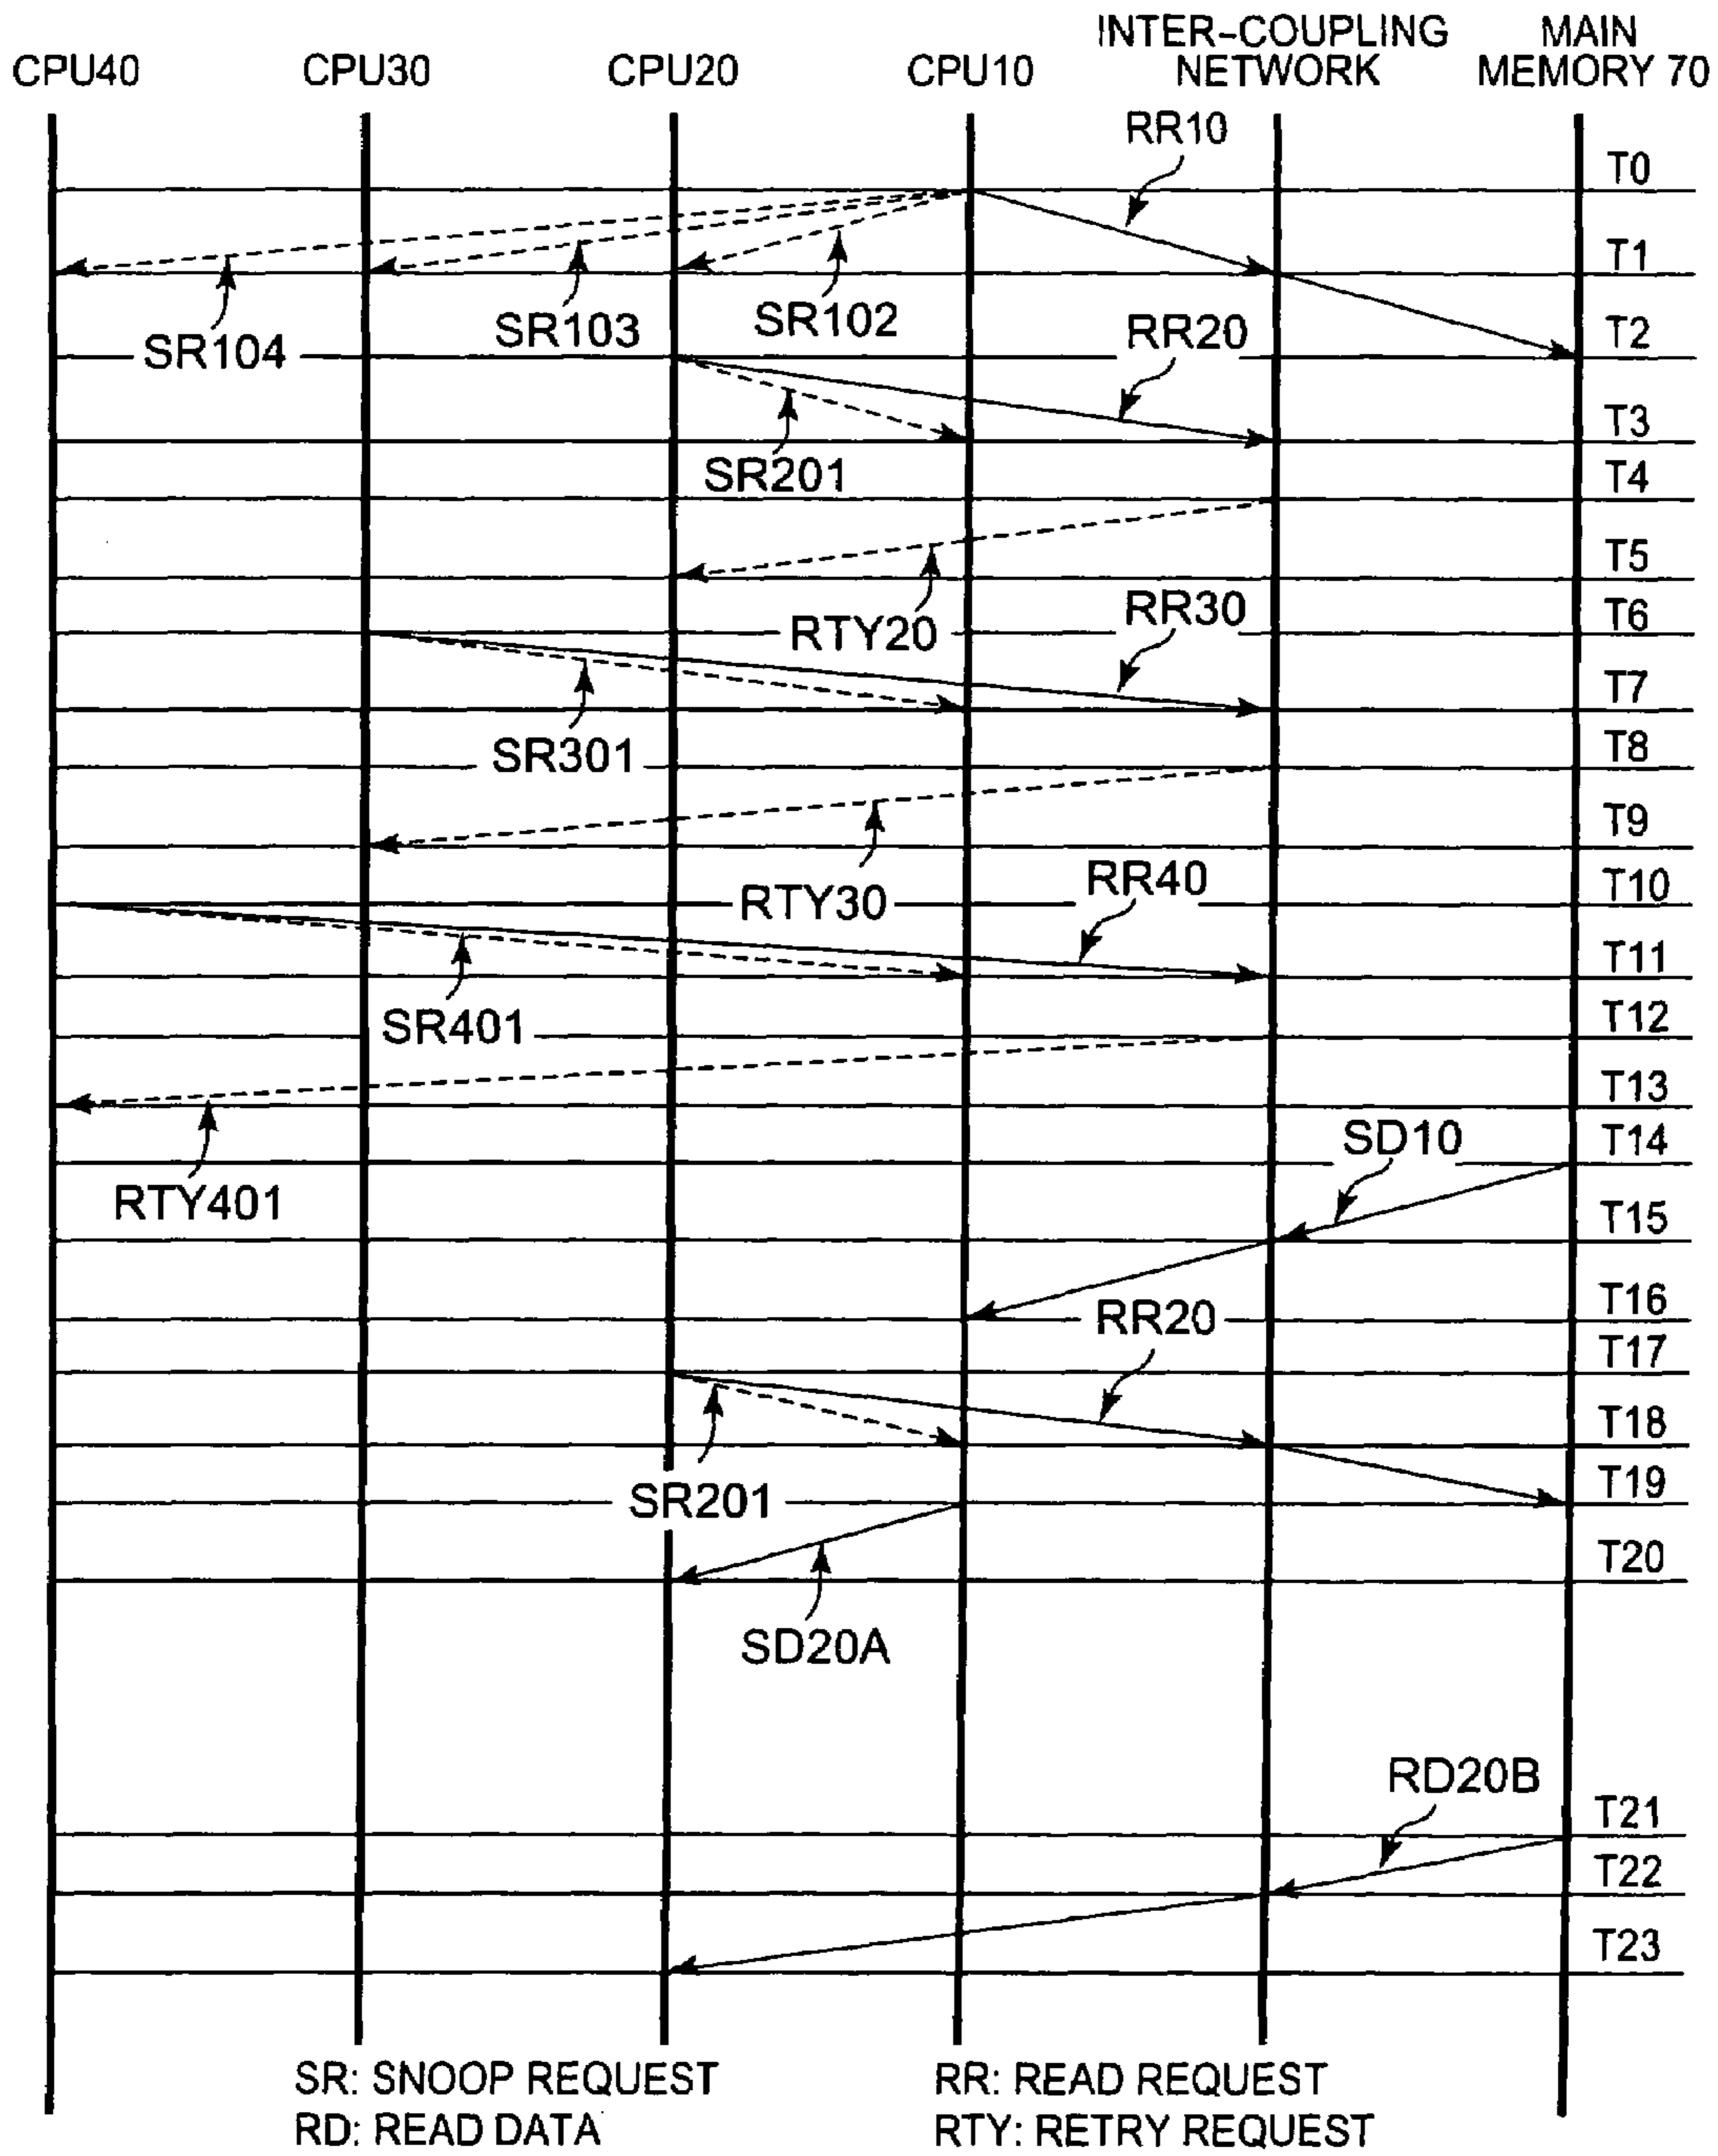 INTER-COUPLING MAIN
CPU40 CPU30 CPU20 CPU10 NETWORK MEMORY 70
RR10
T0
T1
SR104 SR103 SR102 RR20 T2
T3
SR201 T4
T5
RTY20 RR30 T6
T7
SR301 T8
T9
RTY30 RR40 T10
T11
SR401 T12
T13
SD10 T14
RTY401 T15
RR20 T16
T17
T18
SR201 T19
T20
SD20A
RD20B
T21
T22
T23
SR: SNOOP REQUEST RR: READ REQUEST
RD: READ DATA RTY: RETRY REQUEST